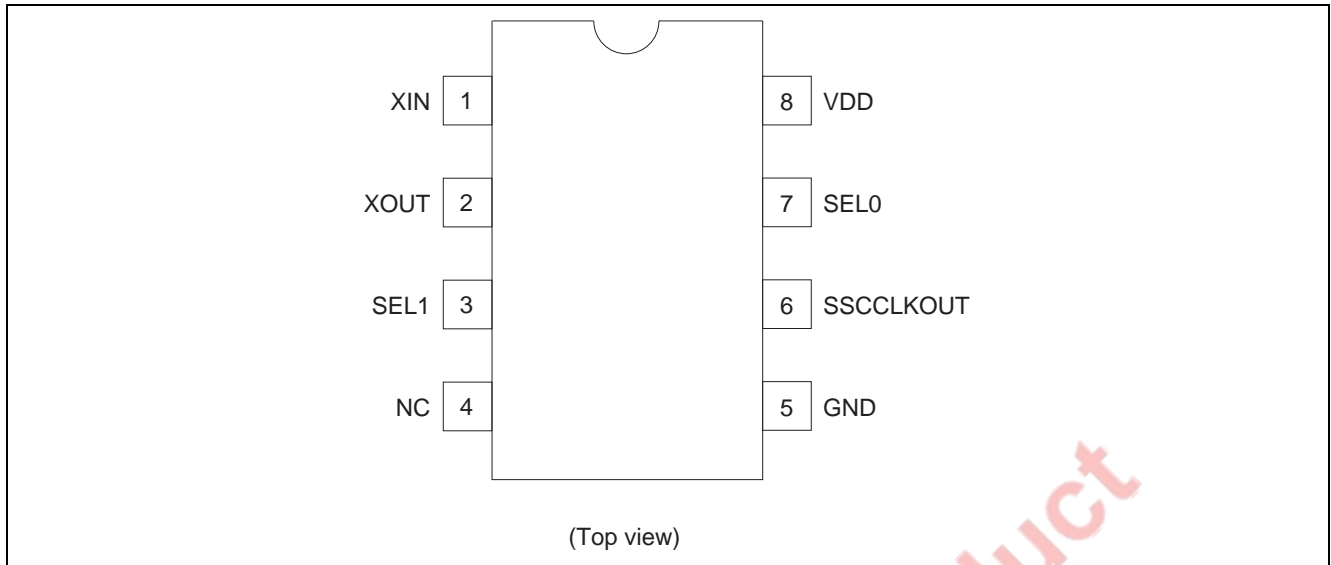 XIN 1
8 VDD
XOUT 2
7 SEL0
SEL1 3
6 SSCCLKOUT
NC 4
5 GND
(Top view)